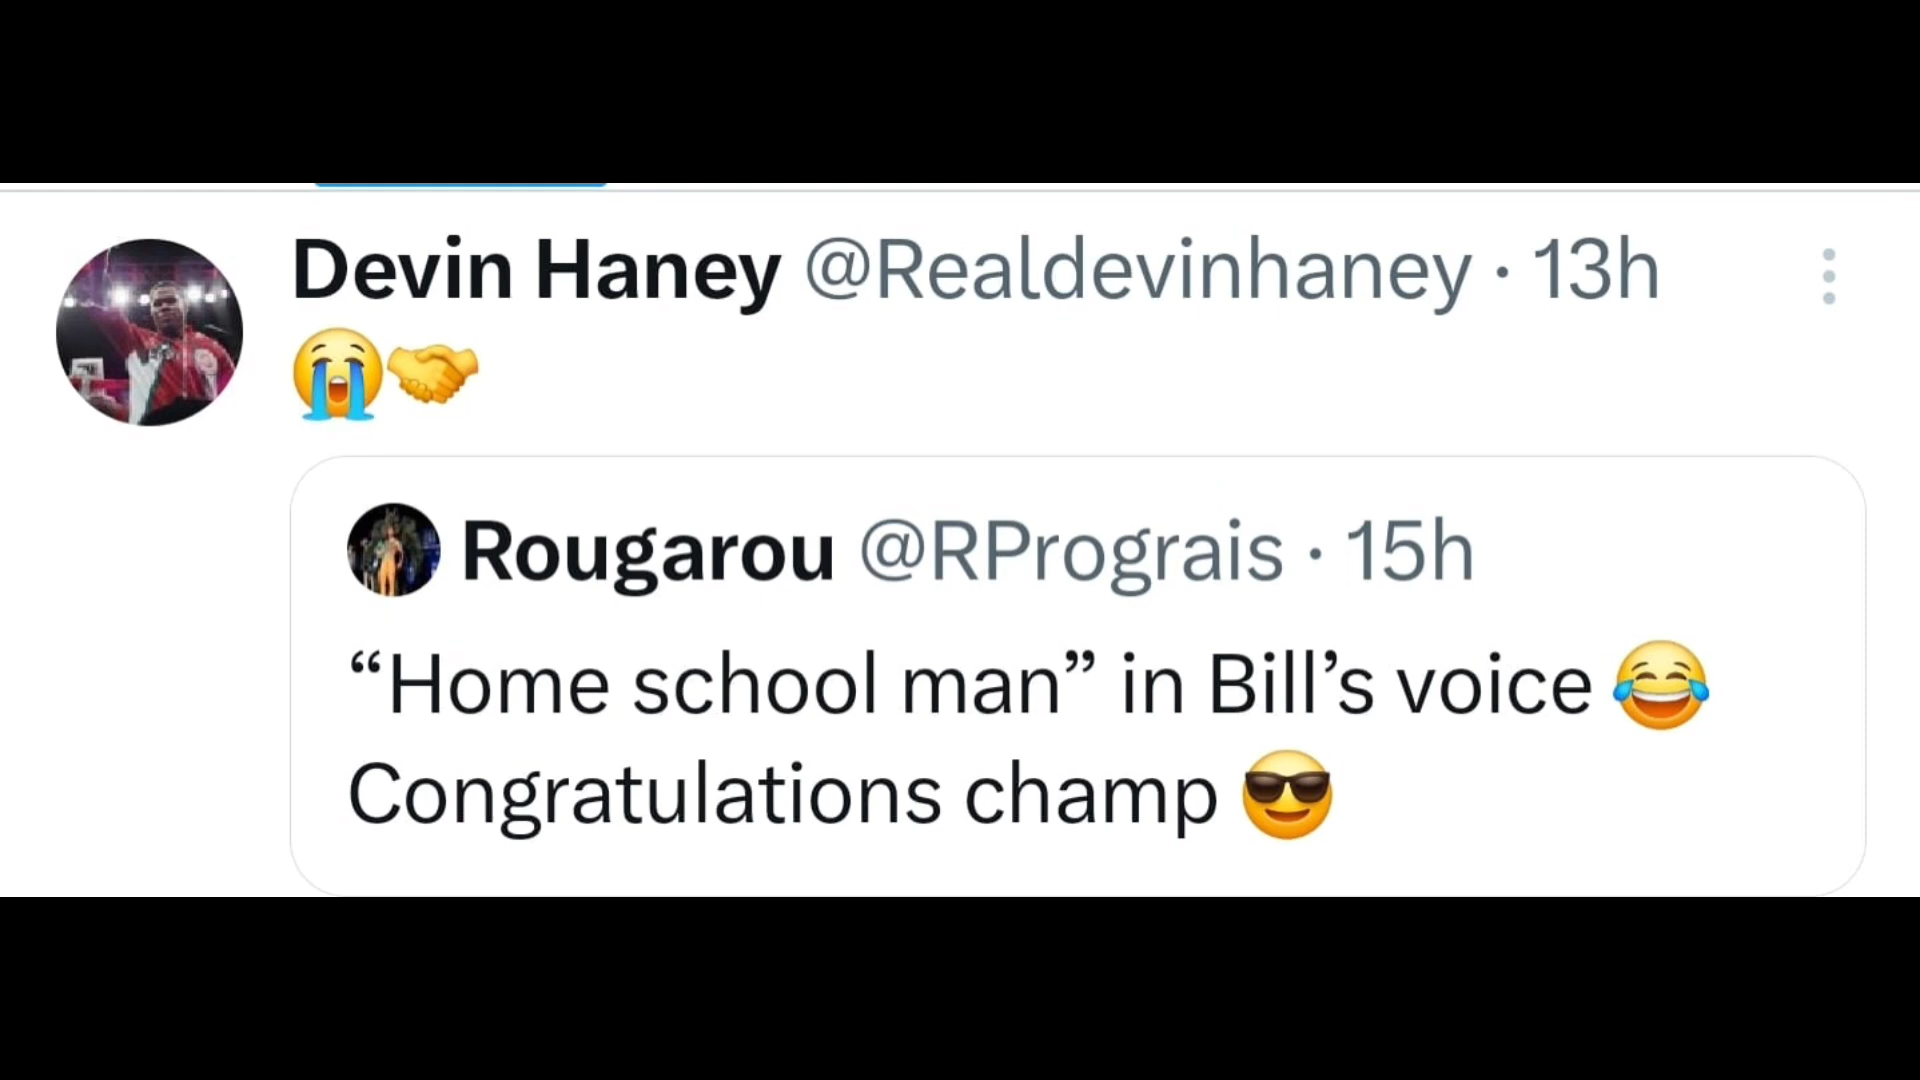 Devin Haney @Realdevinhaney · 13h
😭🤝
Rougarou @RPrograis · 15h
“Home school man” in Bill’s voice 😂
Congratulations champ 😎